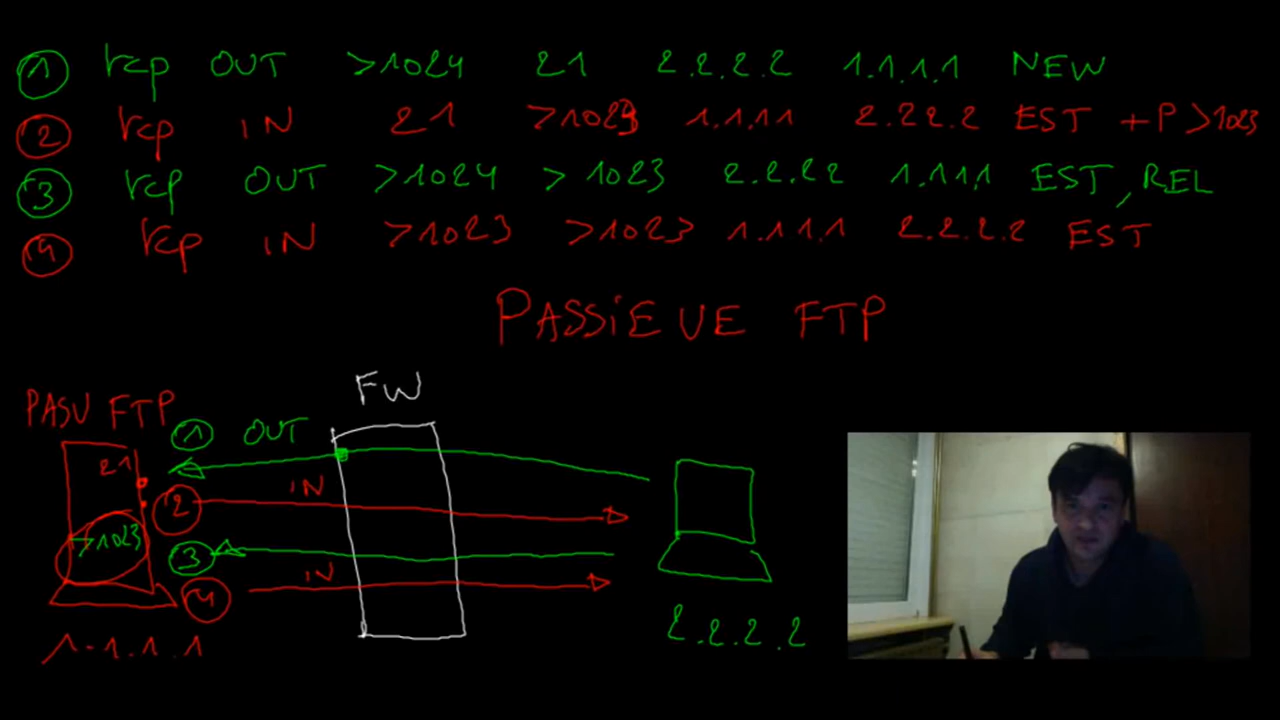 1 tcp OUT >1024 21 2.2.2.2 1.1.1.1 NEW
2 tcp IN 21 >1023 1.1.1.1 2.2.2.2 EST + P >1023
3 tcp OUT >1024 >1023 2.2.2.2 1.1.1.1 EST, REL
4 tcp IN >1023 >1023 1.1.1.1 2.2.2.2 EST
PASSIEVE FTP
FW
PASV FTP
1 OUT
21
IN
2
>1023
3
IN
4
1.1.1.1
2.2.2.2